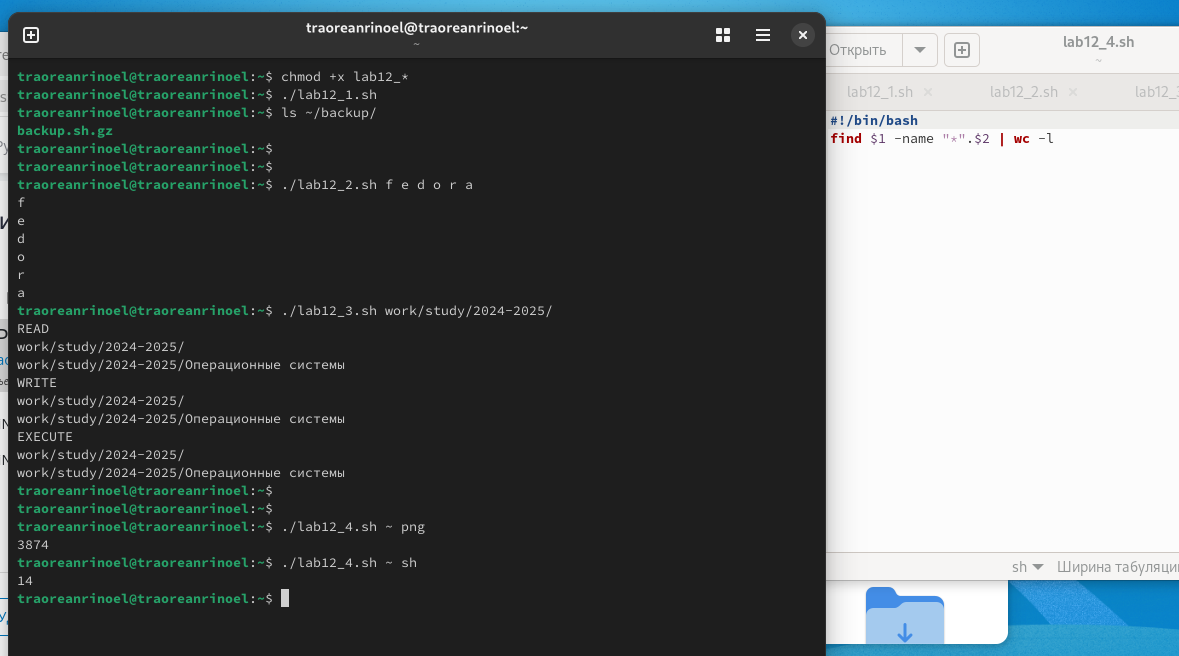 traoreanrinoel@traoreanrinoel:~
~
traoreanrinoel@traoreanrinoel:~$ chmod +x lab12_*
traoreanrinoel@traoreanrinoel:~$ ./lab12_1.sh
traoreanrinoel@traoreanrinoel:~$ ls ~/backup/
backup.sh.gz
traoreanrinoel@traoreanrinoel:~$
traoreanrinoel@traoreanrinoel:~$
traoreanrinoel@traoreanrinoel:~$ ./lab12_2.sh f e d o r a
f
e
d
o
r
a
traoreanrinoel@traoreanrinoel:~$ ./lab12_3.sh work/study/2024-2025/
READ
work/study/2024-2025/
work/study/2024-2025/Операционные системы
WRITE
work/study/2024-2025/
work/study/2024-2025/Операционные системы
EXECUTE
work/study/2024-2025/
work/study/2024-2025/Операционные системы
traoreanrinoel@traoreanrinoel:~$
traoreanrinoel@traoreanrinoel:~$
traoreanrinoel@traoreanrinoel:~$ ./lab12_4.sh ~ png
3874
traoreanrinoel@traoreanrinoel:~$ ./lab12_4.sh ~ sh
14
traoreanrinoel@traoreanrinoel:~$
Открыть
lab12_4.sh
~
lab12_1.sh
lab12_2.sh
#!/bin/bash
find $1 -name "*".$2 | wc -l
sh
Ширина